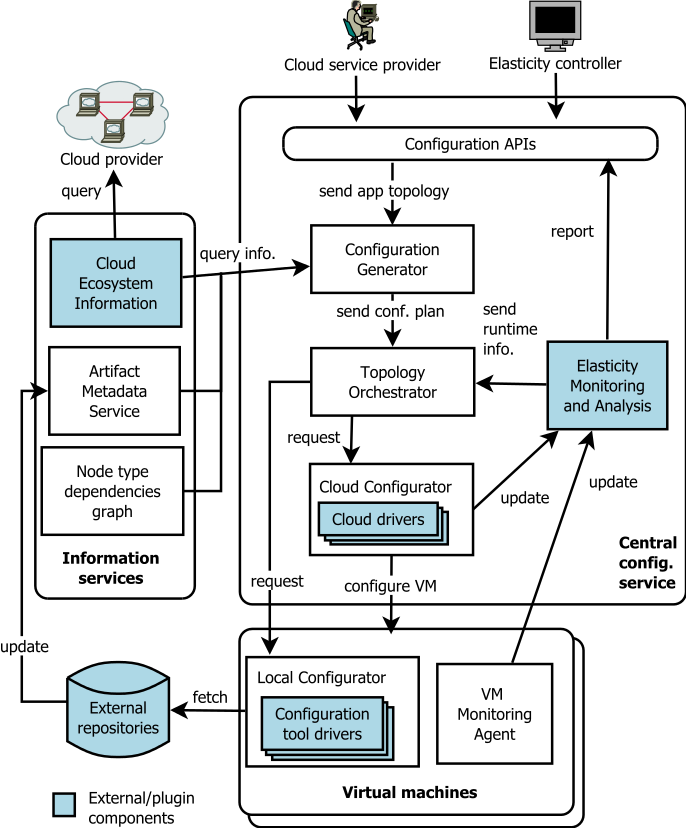 Cloud service provider
Elasticity controller
Cloud provider
Configuration APIs
query
send app topology
report
Cloud
Ecosystem
Information
query info.
Configuration
Generator
send conf. plan
send
runtime
info.
Artifact
Metadata
Service
Topology
Orchestrator
Elasticity
Monitoring
and Analysis
request
Node type
dependencies
graph
Cloud Configurator
Cloud drivers
update
update
Information
services
Central
config.
service
request
configure VM
update
External
repositories
fetch
Local Configurator
Configuration
tool drivers
VM
Monitoring
Agent
Virtual machines
External/plugin
components